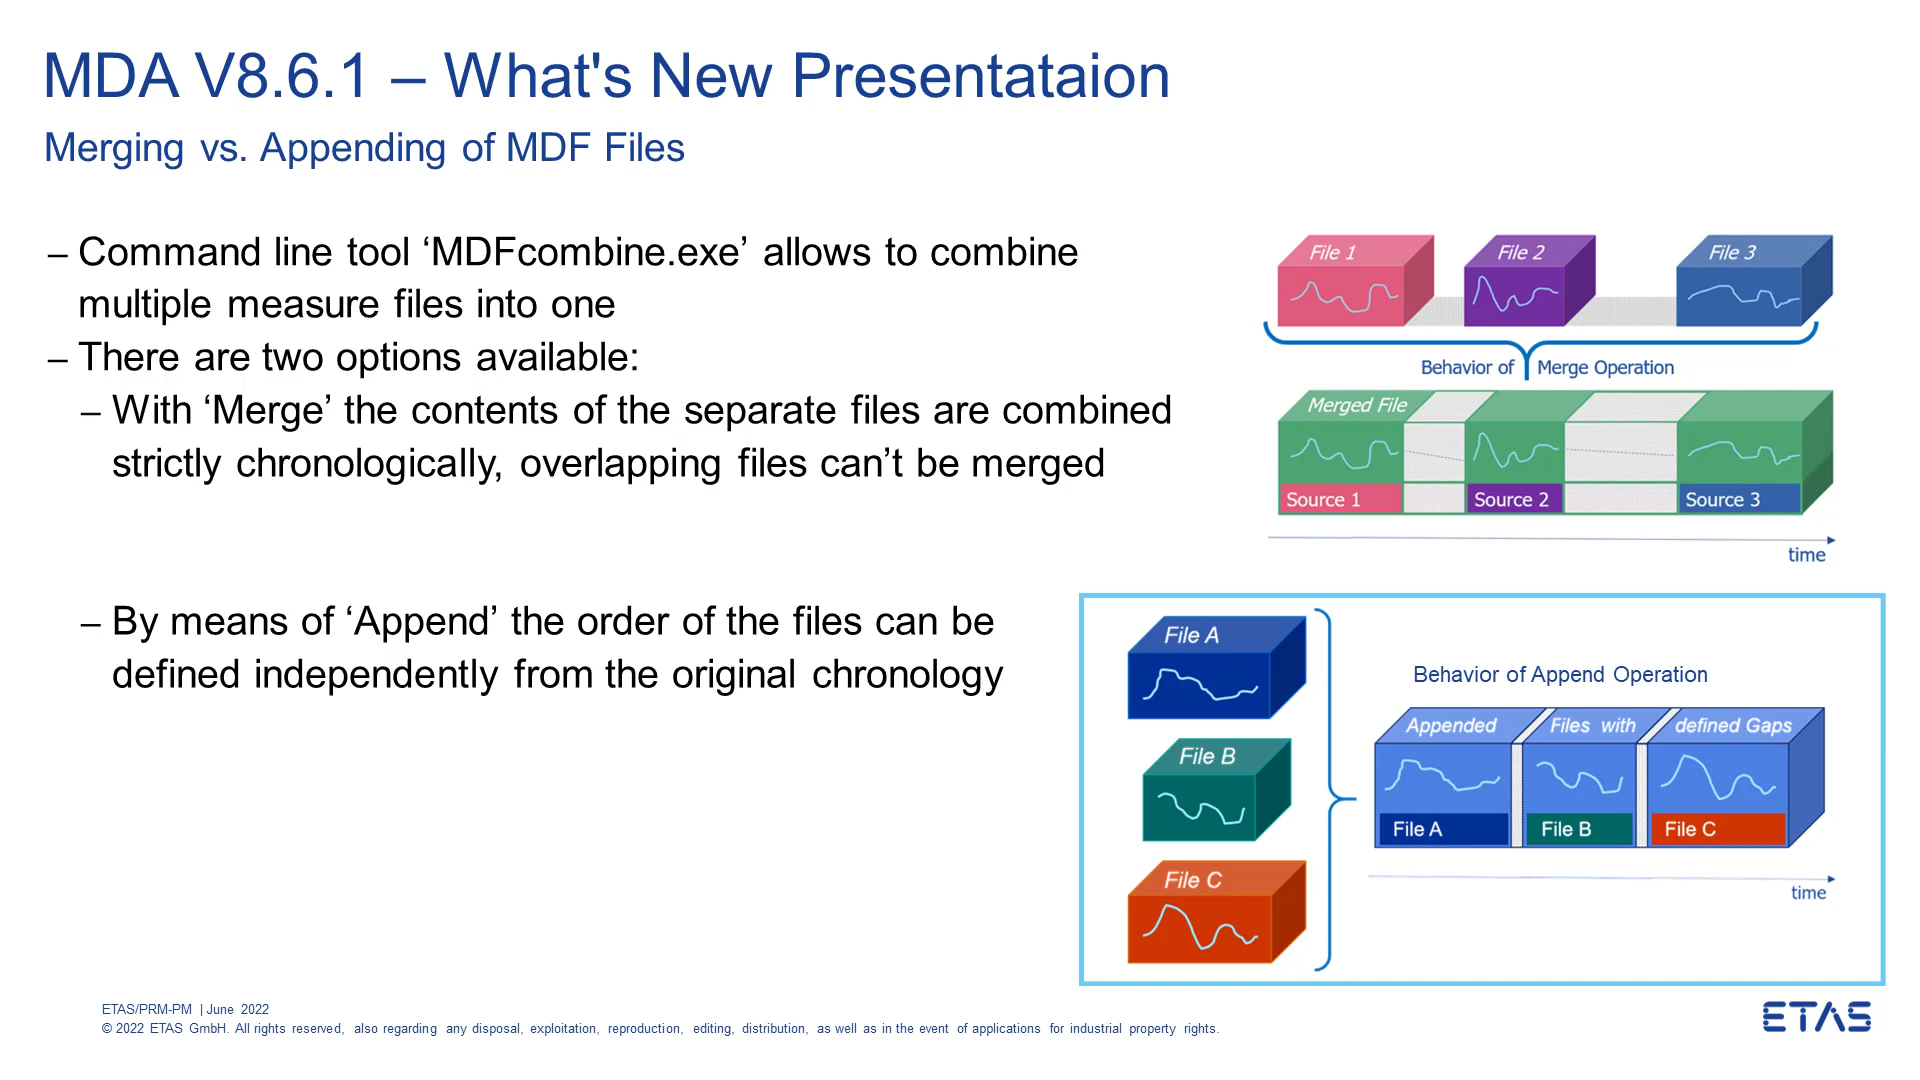 MDA V8.6.1 – What's New Presentataion
Merging vs. Appending of MDF Files
– Command line tool ‘MDFcombine.exe’ allows to combine
multiple measure files into one
– There are two options available:
– With ‘Merge’ the contents of the separate files are combined
strictly chronologically, overlapping files can’t be merged
– By means of ‘Append’ the order of the files can be
defined independently from the original chronology
File 1
File 2
File 3
Behavior of Merge Operation
Merged File
Source 1
Source 2
Source 3
time
File A
File B
File C
Behavior of Append Operation
Appended Files with defined Gaps
File A
File B
File C
time
ETAS/PRM-PM | June 2022
© 2022 ETAS GmbH. All rights reserved, also regarding any disposal, exploitation, reproduction, editing, distribution, as well as in the event of applications for industrial property rights.
ETAS